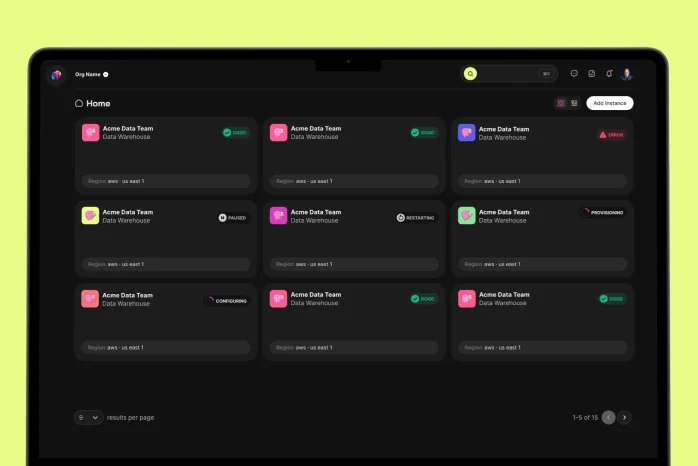 Org Name
⌘K
Home
Add Instance
Acme Data Team
Data Warehouse
GOOD
Region aws · us east 1
Acme Data Team
Data Warehouse
GOOD
Region aws · us east 1
Acme Data Team
Data Warehouse
ERROR
Region aws · us east 1
Acme Data Team
Data Warehouse
PAUSED
Region aws · us east 1
Acme Data Team
Data Warehouse
RESTARTING
Region aws · us east 1
Acme Data Team
Data Warehouse
PROVISIONING
Region aws · us east 1
Acme Data Team
Data Warehouse
CONFIGURING
Region aws · us east 1
Acme Data Team
Data Warehouse
GOOD
Region aws · us east 1
Acme Data Team
Data Warehouse
GOOD
Region aws · us east 1
9 results per page
1-5 of 15